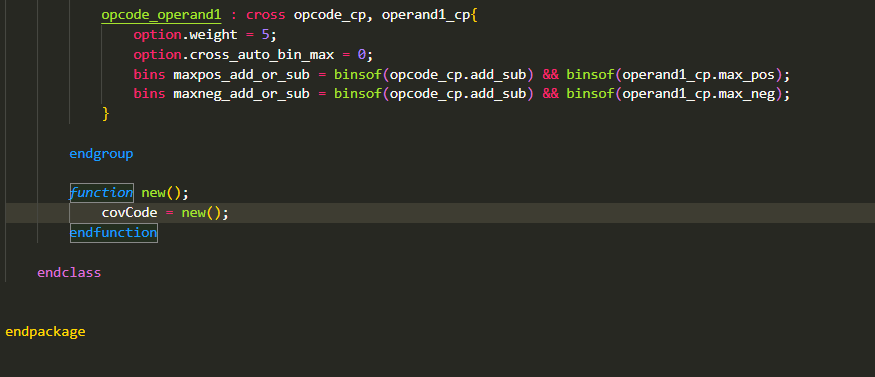 opcode_operand1 : cross opcode_cp, operand1_cp{
option.weight = 5;
option.cross_auto_bin_max = 0;
bins maxpos_add_or_sub = binsof(opcode_cp.add_sub) && binsof(operand1_cp.max_pos);
bins maxneg_add_or_sub = binsof(opcode_cp.add_sub) && binsof(operand1_cp.max_neg);
}
endgroup
function new();
covCode = new();
endfunction
endclass
endpackage